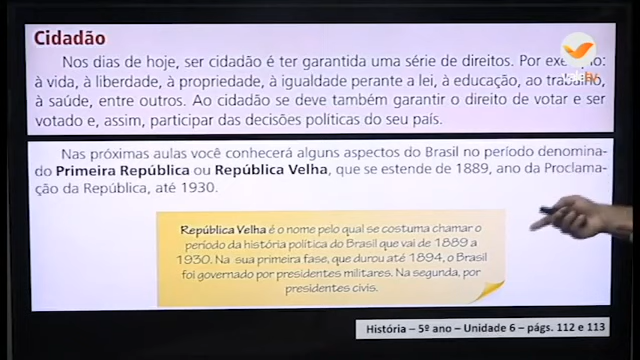 Cidadão
Nos dias de hoje, ser cidadão é ter garantida uma série de direitos. Por
à vida, à liberdade, à propriedade, à igualdade perante a lei, à educação, ao trabalho,
à saúde, entre outros. Ao cidadão se deve também garantir o direito de votar e ser
votado e, assim, participar das decisões políticas do seu país.
Nas próximas aulas você conhecerá alguns aspectos do Brasil no período denomina-
do Primeira República ou República Velha, que se estende de 1889, ano da Proclama-
ção da República, até 1930.
República Velha é o nome pelo qual se costuma chamar o
período da história política do Brasil que vai de 1889 a
1930. Na sua primeira fase, que durou até 1894, o Brasil
foi governado por presidentes militares. Na segunda, por
presidentes civis.
História – 5º ano – Unidade 6 – págs. 112 e 113